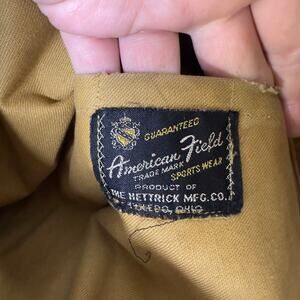 GUARANTEED
American Field
TRADE MARK
SPORTS WEAR
PRODUCT OF
THE HETTRICK MFG.CO.
TOLEDO, OHIO